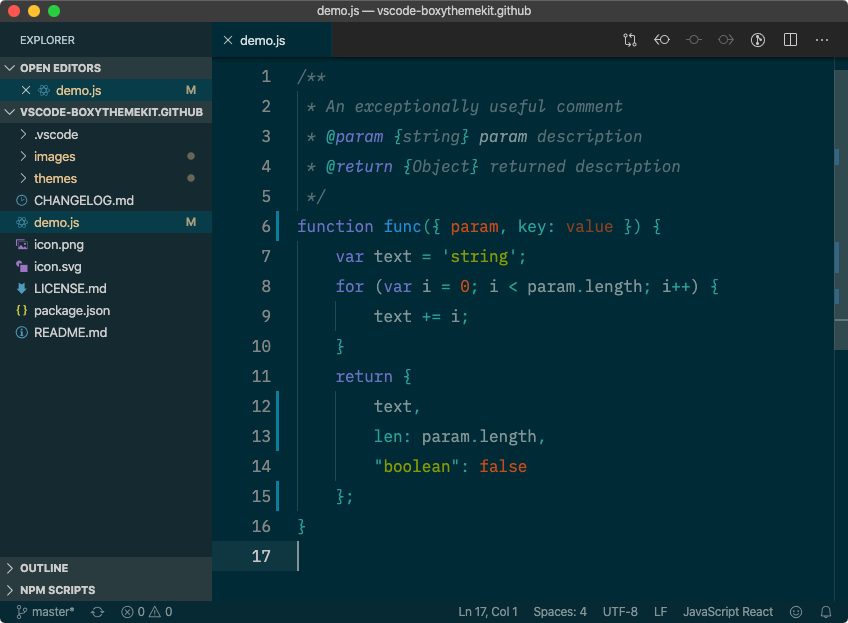 demo.js — vscode-boxythemekit.github
EXPLORER
OPEN EDITORS
demo.js M
VSCODE-BOXYTHEMEKIT.GITHUB
.vscode
images
themes
CHANGELOG.md
demo.js M
icon.png
icon.svg
LICENSE.md
package.json
README.md
OUTLINE
NPM SCRIPTS
demo.js
1 /**
2  * An exceptionally useful comment
3  * @param {string} param description
4  * @return {Object} returned description
5  */
6 function func({ param, key: value }) {
7     var text = 'string';
8     for (var i = 0; i < param.length; i++) {
9         text += i;
10     }
11     return {
12         text,
13         len: param.length,
14         "boolean": false
15     };
16 }
17
master* 0 0 Ln 17, Col 1 Spaces: 4 UTF-8 LF JavaScript React